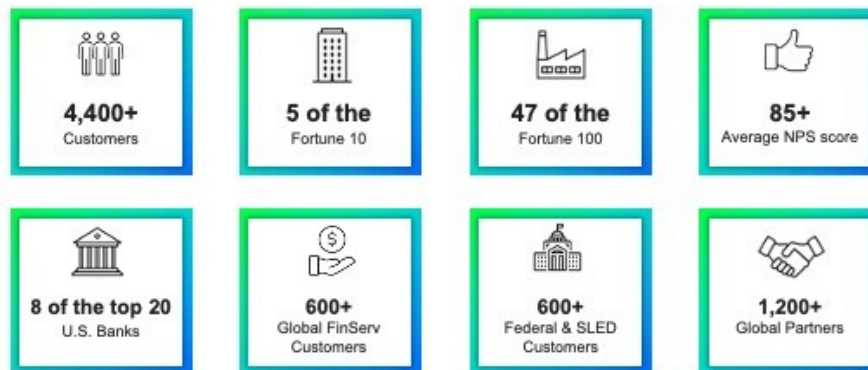 4,400+
Customers
5 of the
Fortune 10
47 of the
Fortune 100
85+
Average NPS score
8 of the top 20
U.S. Banks
600+
Global FinServ
Customers
600+
Federal & SLED
Customers
1,200+
Global Partners